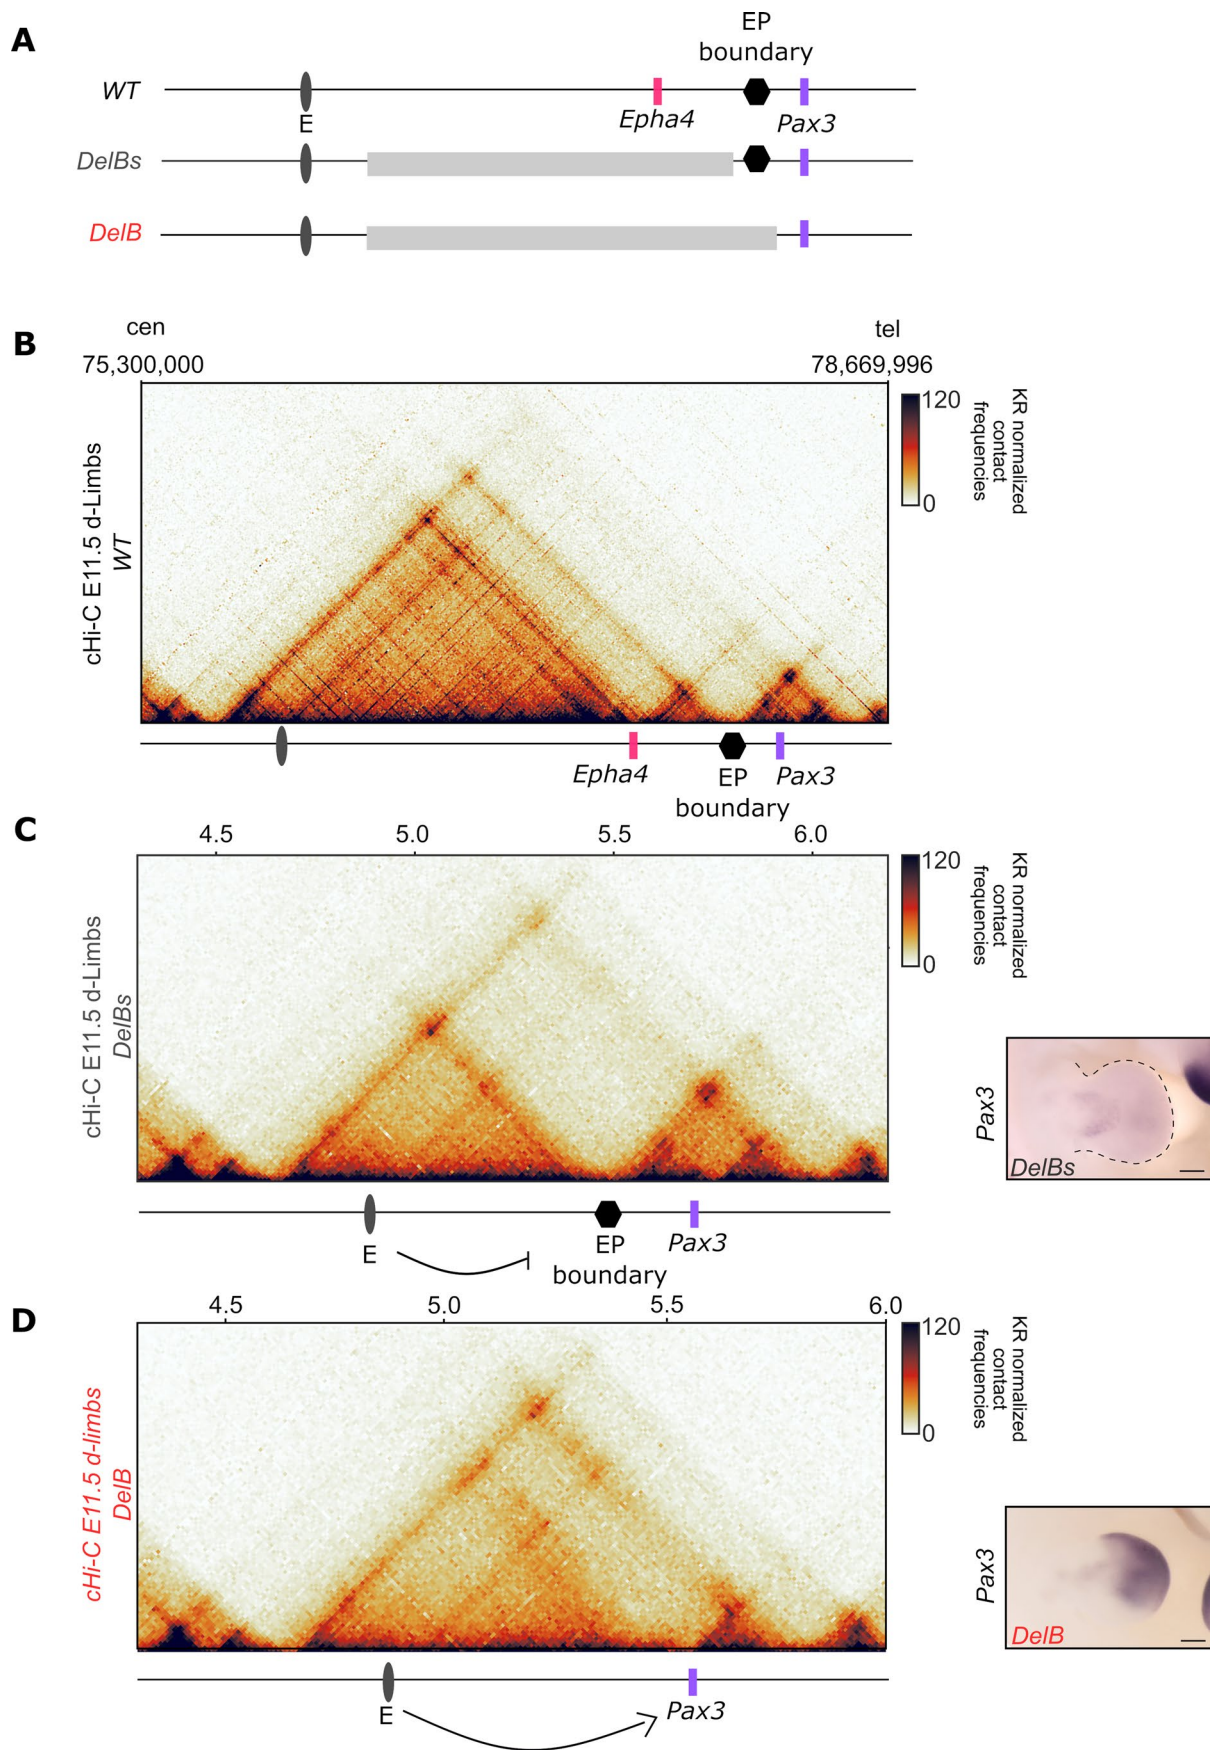 A
EP
boundary
WT
E
Epha4
Pax3
DelBs
DelB
B
cen
tel
75,300,000
78,669,996
cHi-C E11.5 d-Limbs
WT
120
0
KR normalized
contact
frequencies
Epha4
EP
boundary
Pax3
C
4.5
5.0
5.5
6.0
cHi-C E11.5 d-Limbs
DelBs
120
0
KR normalized
contact
frequencies
Pax3
DelBs
E
EP
boundary
Pax3
D
4.5
5.0
5.5
6.0
cHi-C E11.5 d-limbs
DelB
120
0
KR normalized
contact
frequencies
Pax3
DelB
E
Pax3